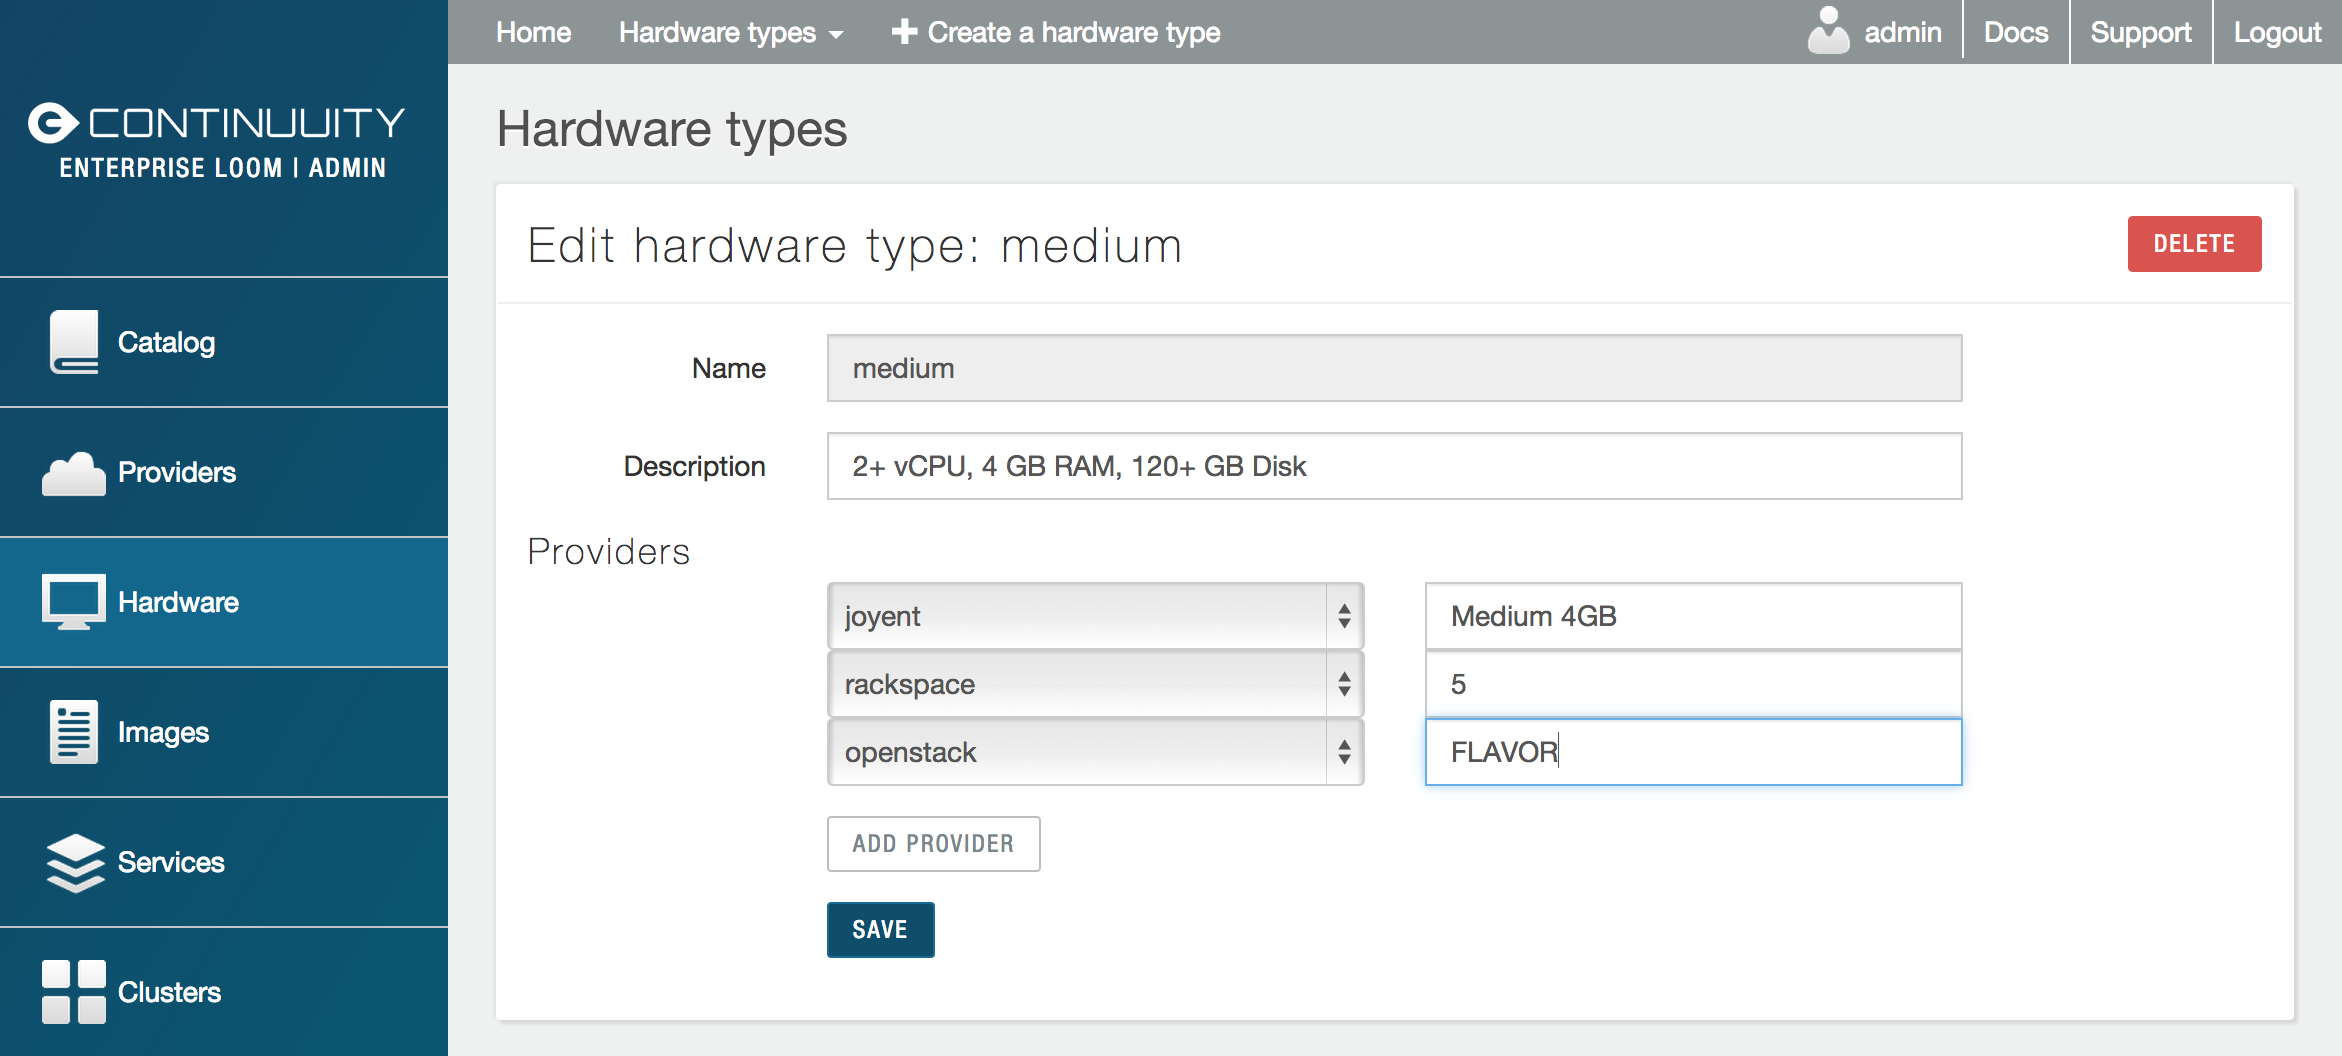 Home Hardware types Create a hardware type admin Docs Support Logout
CONTINUUITY
ENTERPRISE LOOM | ADMIN
Catalog
Providers
Hardware
Images
Services
Clusters
Hardware types
Edit hardware type: medium
DELETE
Name medium
Description 2+ vCPU, 4 GB RAM, 120+ GB Disk
Providers
joyent Medium 4GB
rackspace 5
openstack FLAVOR
ADD PROVIDER
SAVE